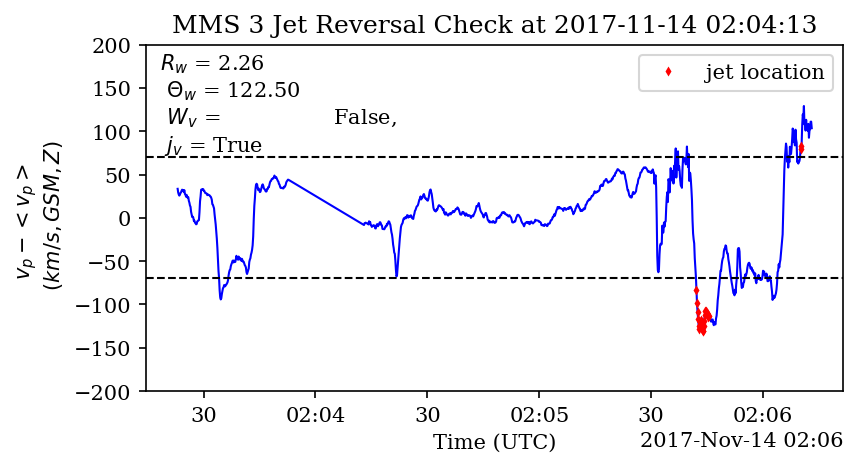 MMS 3 Jet Reversal Check at 2017-11-14 02:04:13
R_w = 2.26
Θ_w = 122.50
W_v = False,
j_v = True
jet location
v_p − < v_p >
(km/s, GSM, Z)
200
150
100
50
0
−50
−100
−150
−200
30 02:04 30 02:05 30 02:06
Time (UTC)
2017-Nov-14 02:06